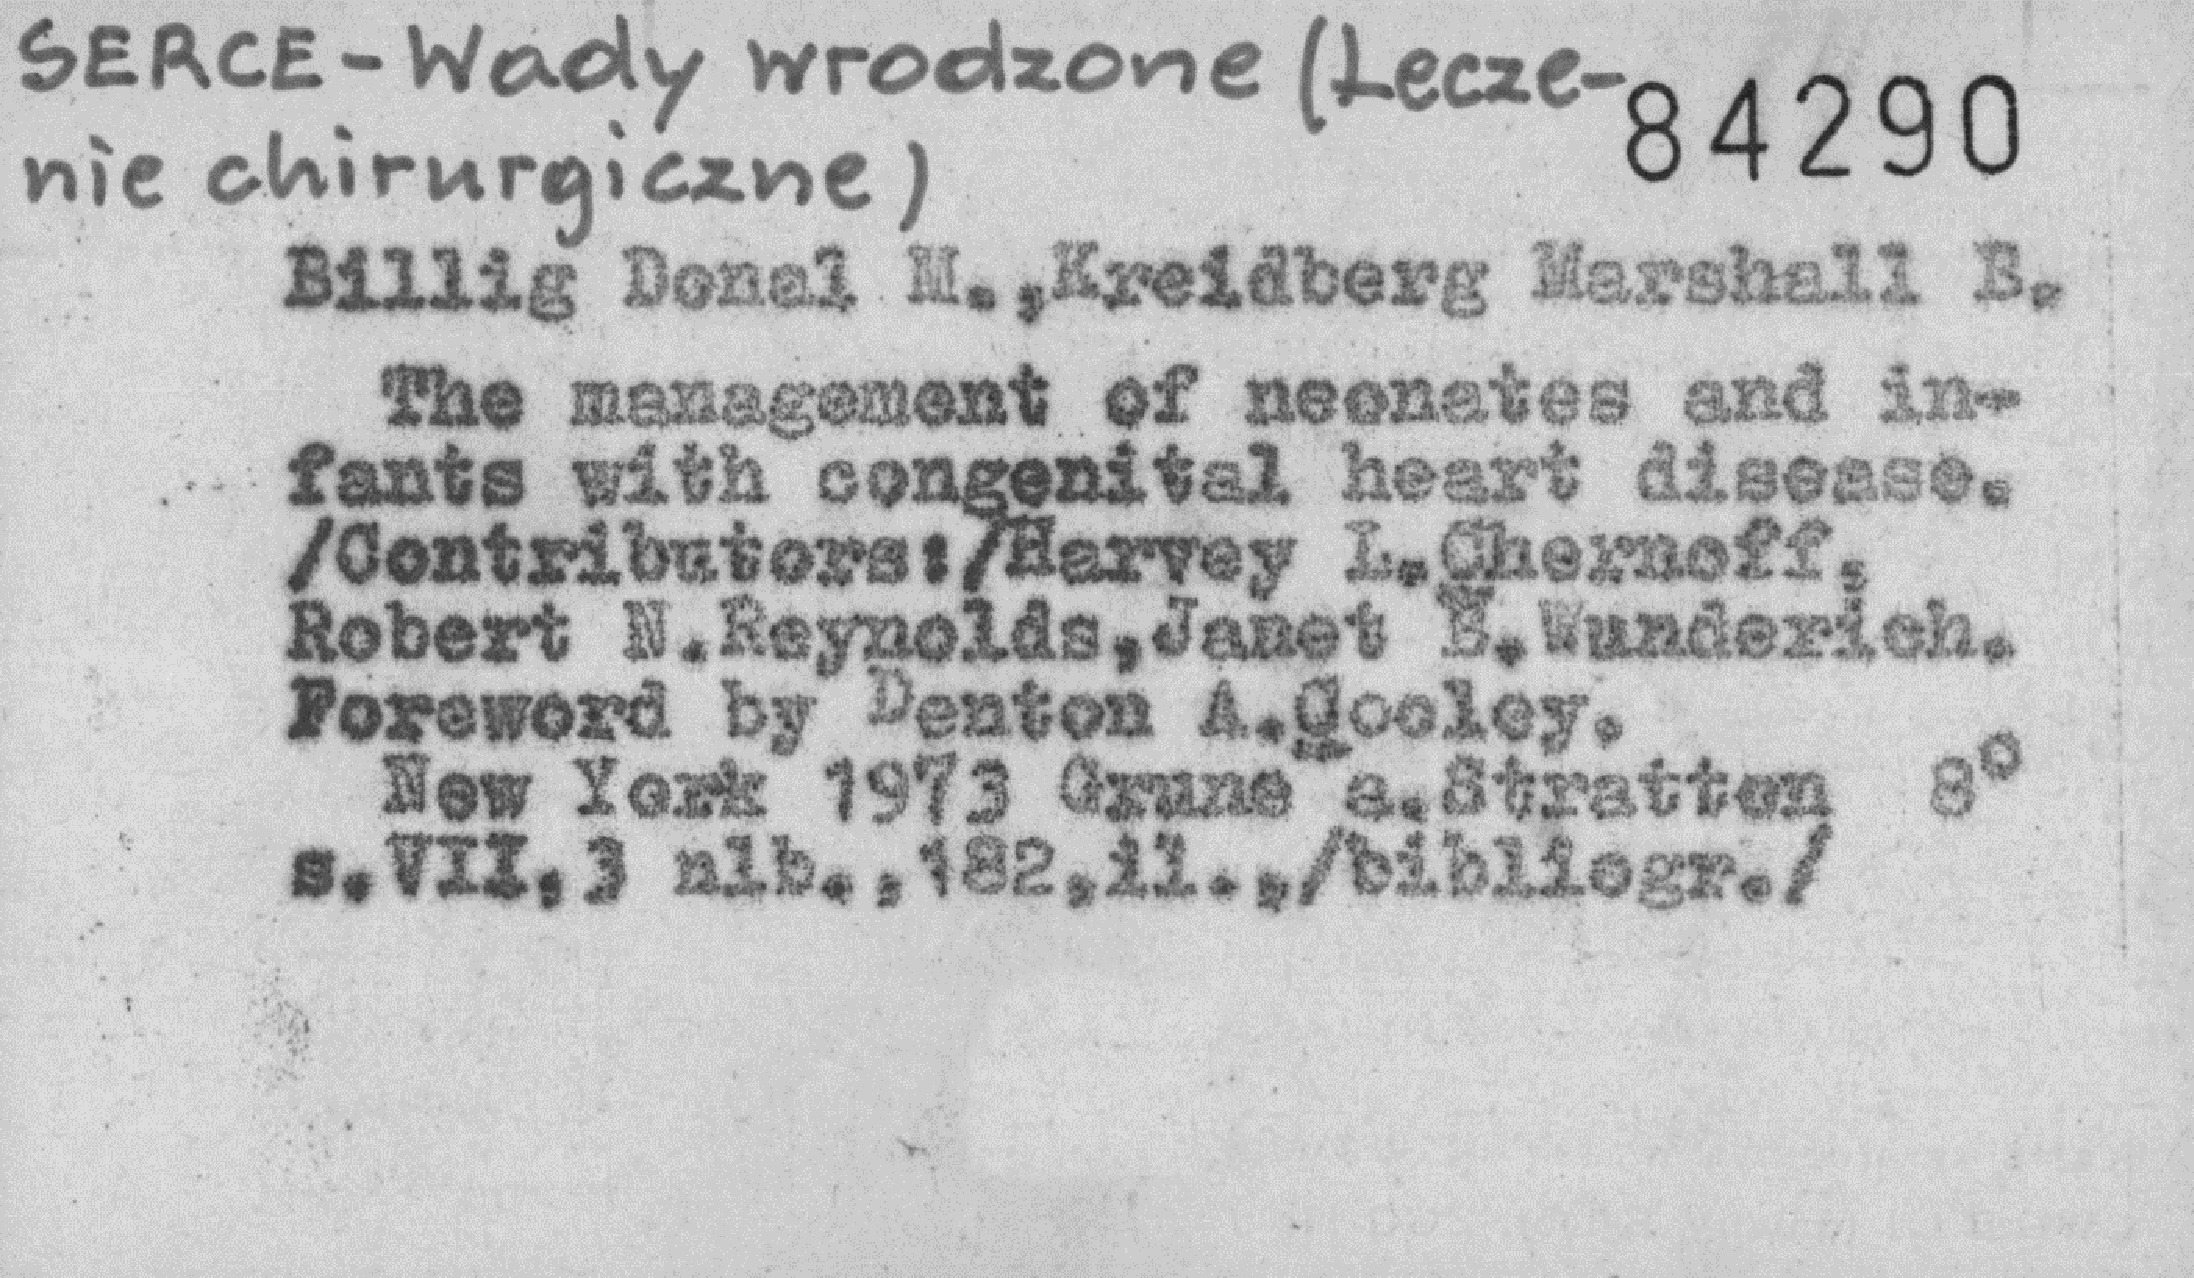 SERCE - Wady wrodzone (Lecze-
84290
nie chirurgiczne)
Billig Donal M.,Kreidberg Marshall B.
The management of neonates and in-
fants with congenital heart disease.
/Contributors:/Harvey L.Chernoff,
Robert N.Reynolds,Janet E.Wunderich.
Foreword by Denton A.Cooley.
New York 1973 Grune a.Stratton 8°
s.VII,3 nlb.,182,il.,/bibliogr./